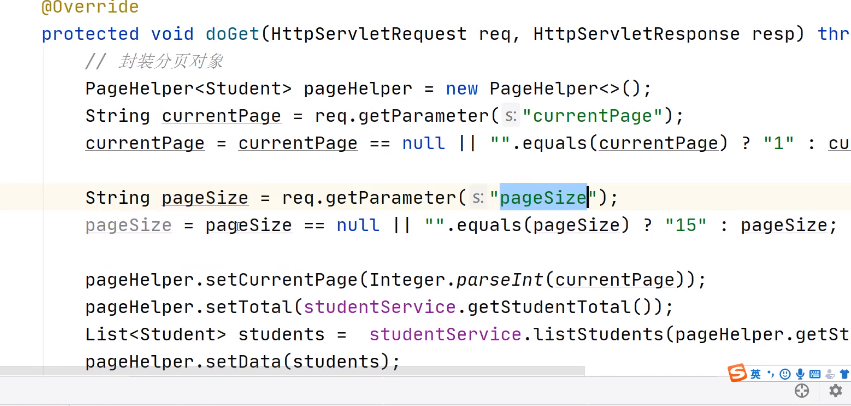 @Override
protected void doGet(HttpServletRequest req, HttpServletResponse resp) thr
// 封装分页对象
PageHelper<Student> pageHelper = new PageHelper<>();
String currentPage = req.getParameter( s: "currentPage");
currentPage = currentPage == null || "".equals(currentPage) ? "1" : cu
String pageSize = req.getParameter( s: "pageSize");
pageSize = pageSize == null || "".equals(pageSize) ? "15" : pageSize;
pageHelper.setCurrentPage(Integer.parseInt(currentPage));
pageHelper.setTotal(studentService.getStudentTotal());
List<Student> students =  studentService.listStudents(pageHelper.getSt
pageHelper.setData(students);
S 英